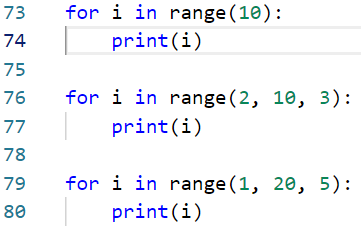 73 for i in range(10):
74     print(i)
75
76 for i in range(2, 10, 3):
77     print(i)
78
79 for i in range(1, 20, 5):
80     print(i)